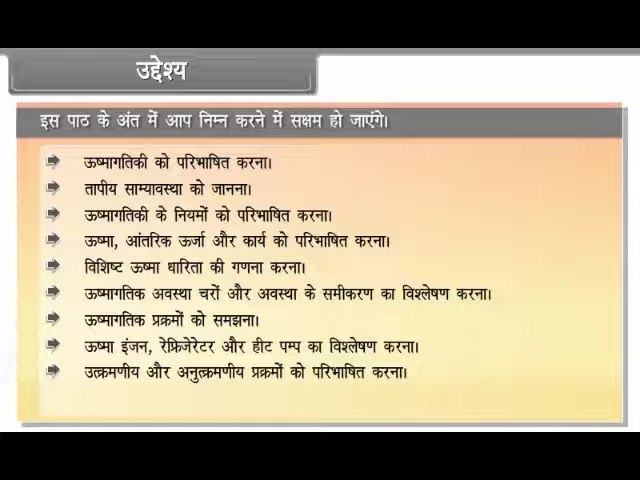 उद्देश्य
इस पाठ के अंत में आप निम्न करने में सक्षम हो जाएंगे।
ऊष्मागतिकी को परिभाषित करना।
तापीय साम्यावस्था को जानना।
ऊष्मागतिकी के नियमों को परिभाषित करना।
ऊष्मा, आंतरिक ऊर्जा और कार्य को परिभाषित करना।
विशिष्ट ऊष्मा धारिता की गणना करना।
ऊष्मागतिक अवस्था चरों और अवस्था के समीकरण का विश्लेषण करना।
ऊष्मागतिक प्रक्रमों को समझना।
ऊष्मा इंजन, रेफ्रिजेरेटर और हीट पम्प का विश्लेषण करना।
उत्क्रमणीय और अनुत्क्रमणीय प्रक्रमों को परिभाषित करना।